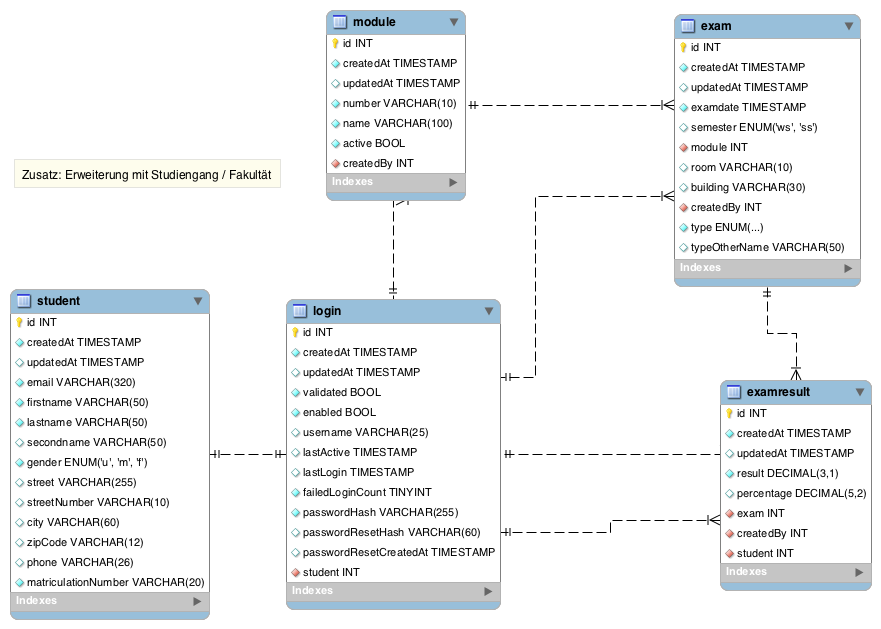 module
id INT
createdAt TIMESTAMP
updatedAt TIMESTAMP
number VARCHAR(10)
name VARCHAR(100)
active BOOL
createdBy INT
Indexes
exam
id INT
createdAt TIMESTAMP
updatedAt TIMESTAMP
examdate TIMESTAMP
semester ENUM('ws', 'ss')
module INT
room VARCHAR(10)
building VARCHAR(30)
createdBy INT
type ENUM(...)
typeOtherName VARCHAR(50)
Indexes
Zusatz: Erweiterung mit Studiengang / Fakultät
student
id INT
createdAt TIMESTAMP
updatedAt TIMESTAMP
email VARCHAR(320)
firstname VARCHAR(50)
lastname VARCHAR(50)
secondname VARCHAR(50)
gender ENUM('u', 'm', 'f')
street VARCHAR(255)
streetNumber VARCHAR(10)
city VARCHAR(60)
zipCode VARCHAR(12)
phone VARCHAR(26)
matriculationNumber VARCHAR(20)
Indexes
login
id INT
createdAt TIMESTAMP
updatedAt TIMESTAMP
validated BOOL
enabled BOOL
username VARCHAR(25)
lastActive TIMESTAMP
lastLogin TIMESTAMP
failedLoginCount TINYINT
passwordHash VARCHAR(255)
passwordResetHash VARCHAR(60)
passwordResetCreatedAt TIMESTAMP
student INT
Indexes
examresult
id INT
createdAt TIMESTAMP
updatedAt TIMESTAMP
result DECIMAL(3,1)
percentage DECIMAL(5,2)
exam INT
createdBy INT
student INT
Indexes